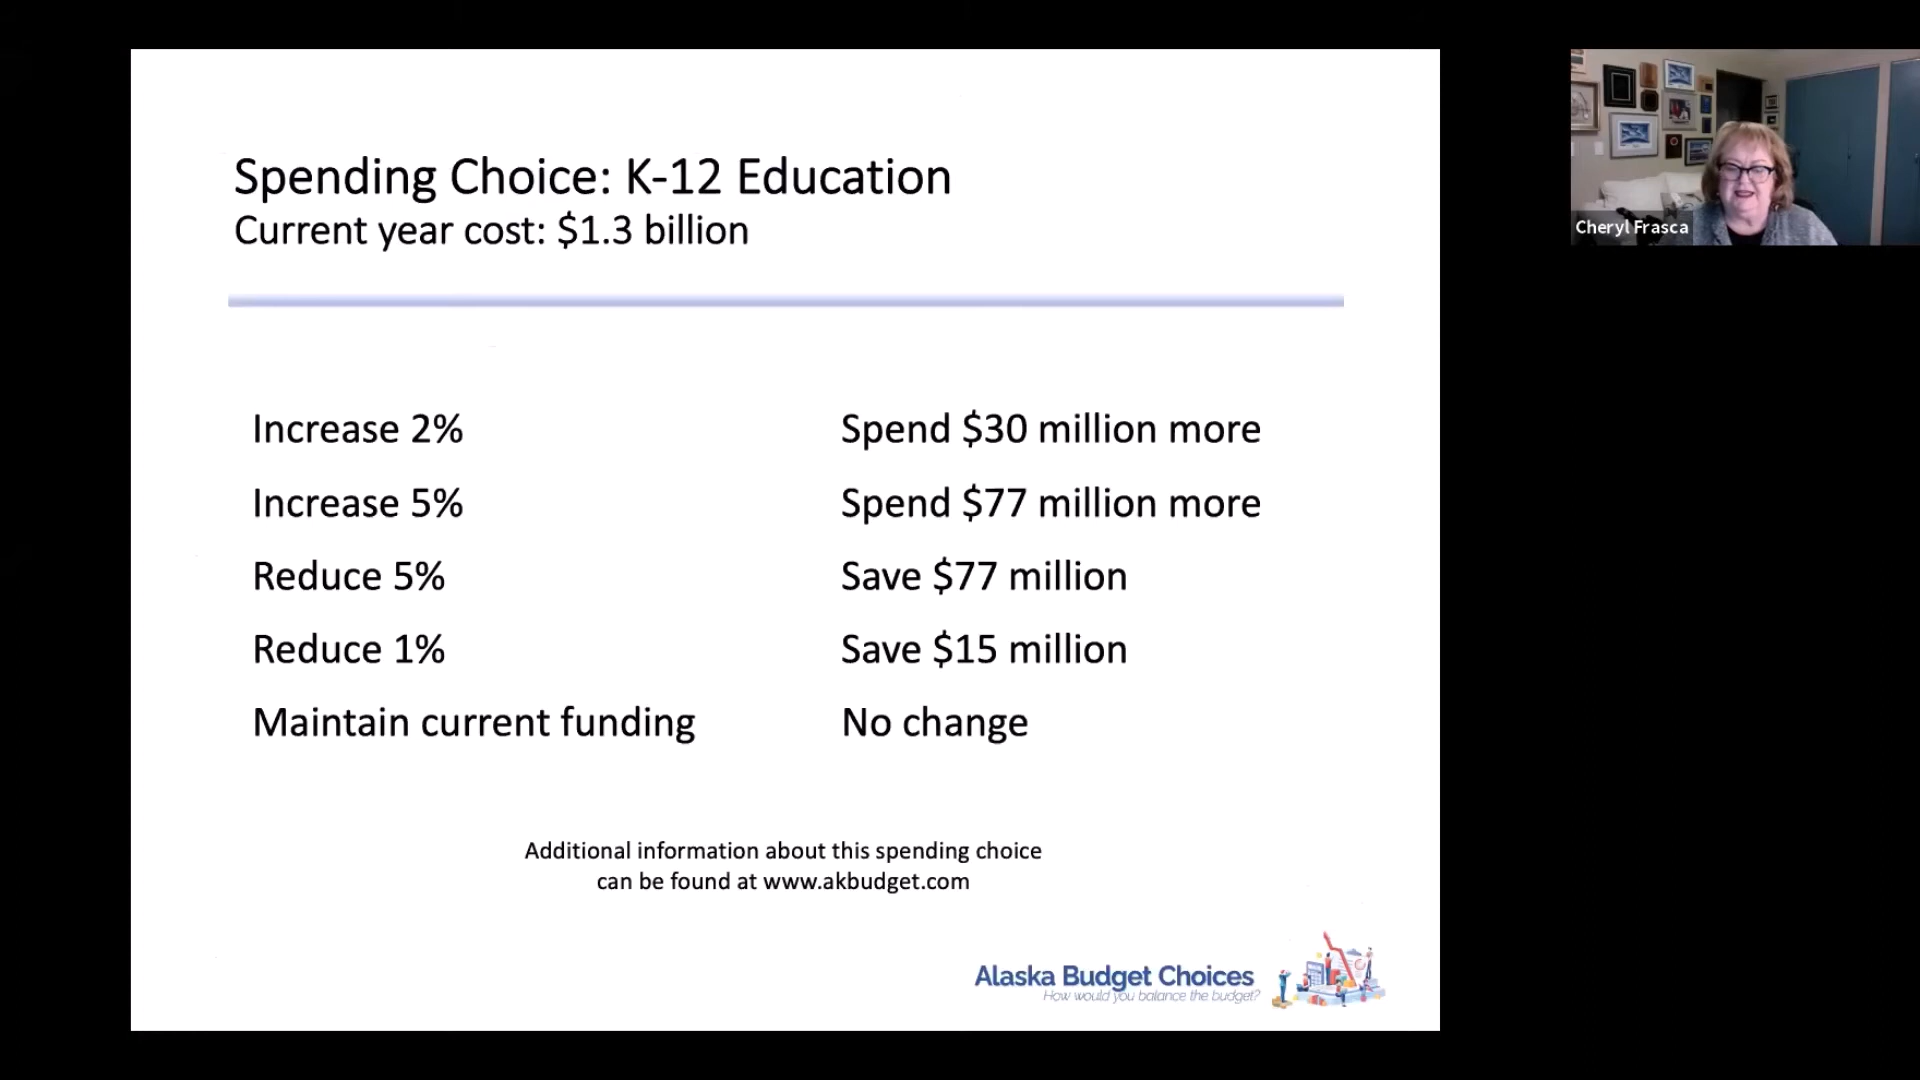 Spending Choice: K-12 Education
Current year cost: $1.3 billion
Increase 2% Spend $30 million more
Increase 5% Spend $77 million more
Reduce 5% Save $77 million
Reduce 1% Save $15 million
Maintain current funding No change
Additional information about this spending choice
can be found at www.akbudget.com
Alaska Budget Choices
How would you balance the budget?
Cheryl Frasca